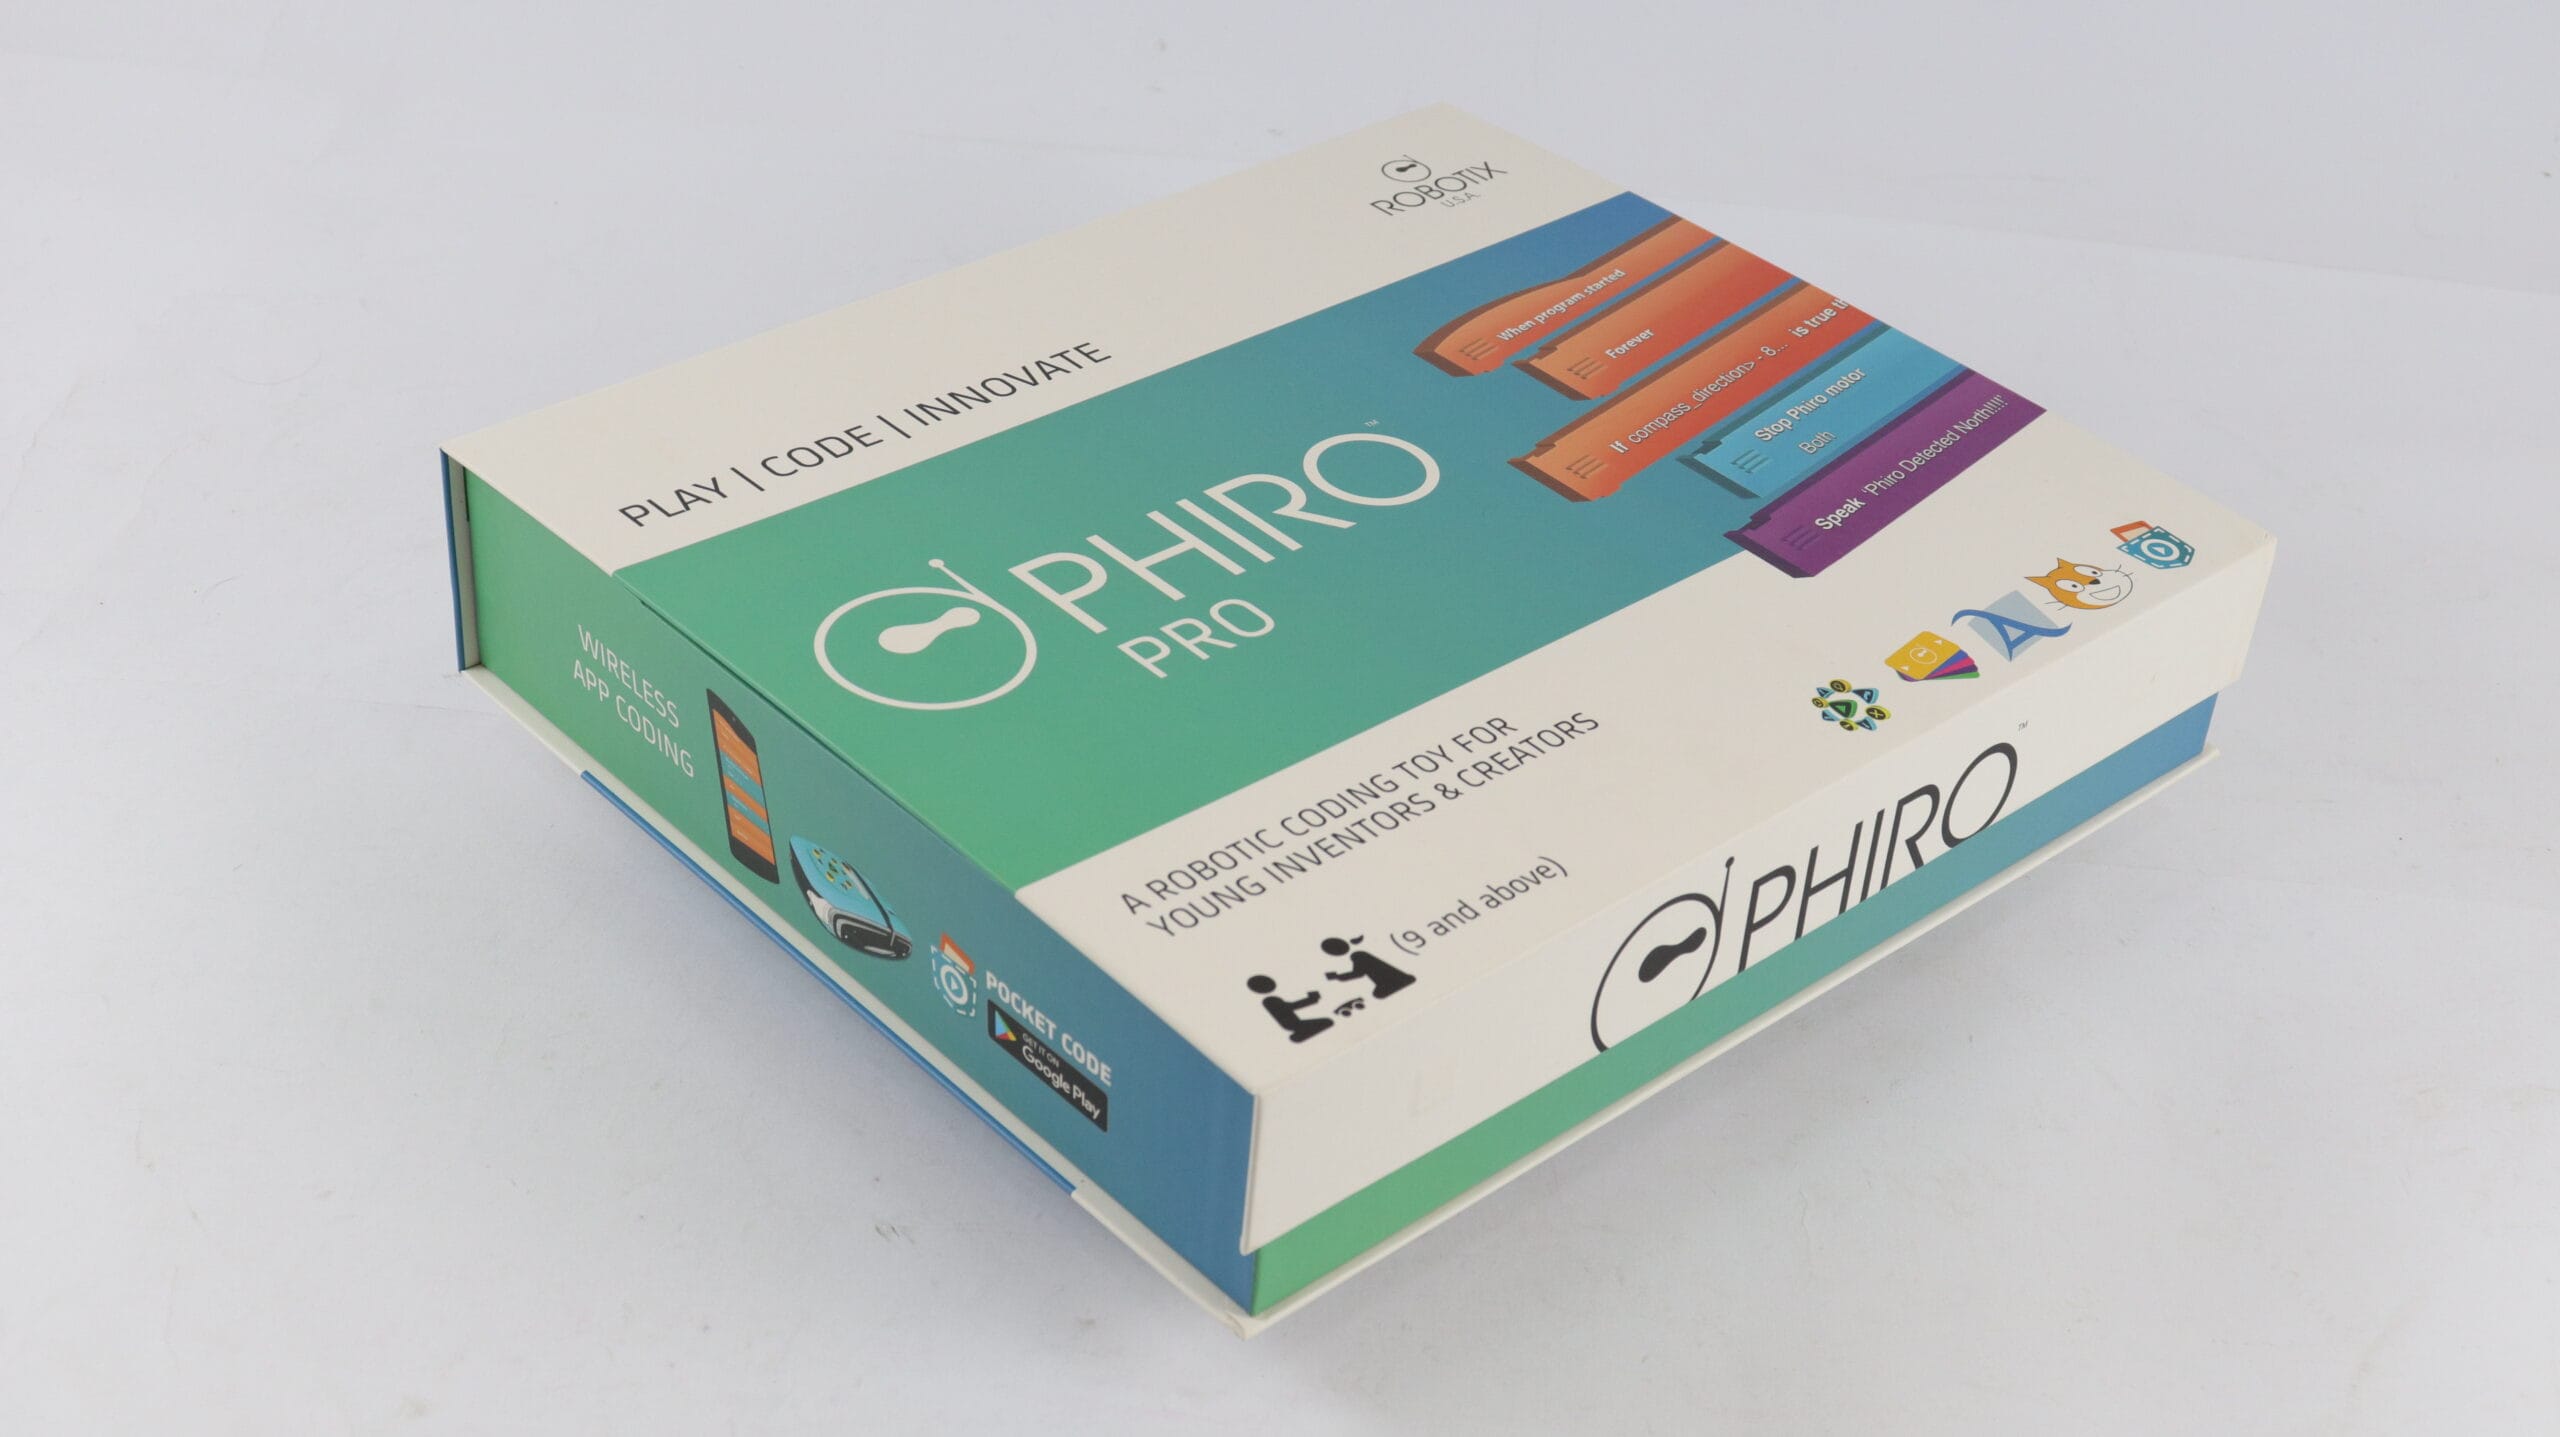 ROBOTIX
U.S.A.
PLAY | CODE | INNOVATE
When program started
Forever
If compass_direction> - 8... is true th
Stop Phiro motor
Both
Speak 'Phiro Detected North!!!!'
PHIRO™
PRO
A ROBOTIC CODING TOY FOR
YOUNG INVENTORS & CREATORS
(9 and above)
WIRELESS
APP CODING
POCKET CODE
GET IT ON
Google Play
PHIRO™